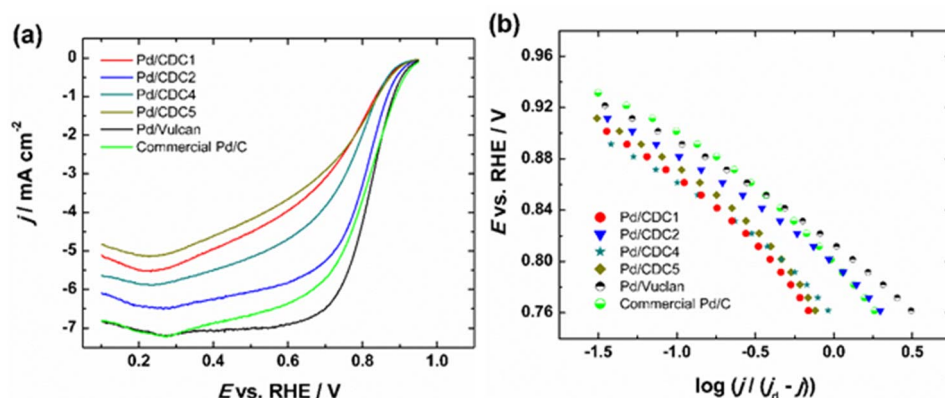 (a)
0
-1
-2
-3
-4
-5
-6
-7
j / mA cm⁻²
Pd/CDC1
Pd/CDC2
Pd/CDC4
Pd/CDC5
Pd/Vulcan
Commercial Pd/C
0.2 0.4 0.6 0.8 1.0
E vs. RHE / V
(b)
0.96
0.92
0.88
0.84
0.80
0.76
E vs. RHE / V
Pd/CDC1
Pd/CDC2
Pd/CDC4
Pd/CDC5
Pd/Vuclan
Commercial Pd/C
-1.5 -1.0 -0.5 0.0 0.5
log (j / (j_d - j))